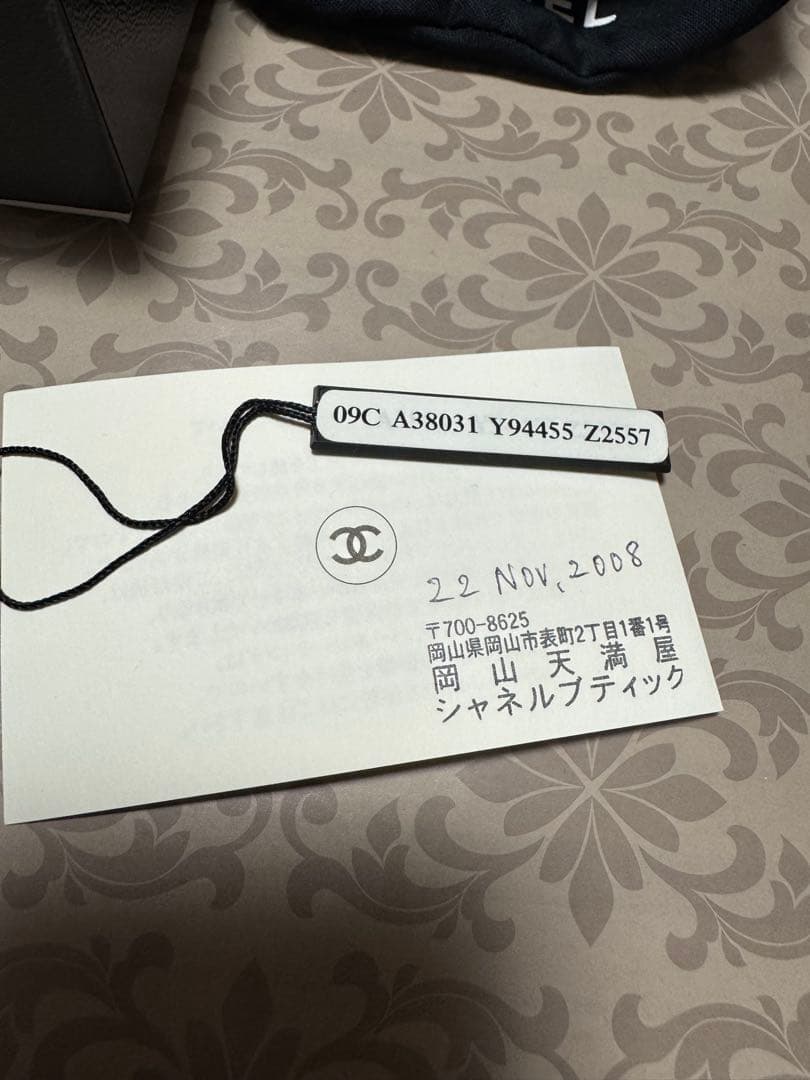 EL
09C A38031 Y94455 Z2557
22 NOV, 2008
〒700-8625
岡山県岡山市表町2丁目1番1号
岡山天満屋
シャネルブティック